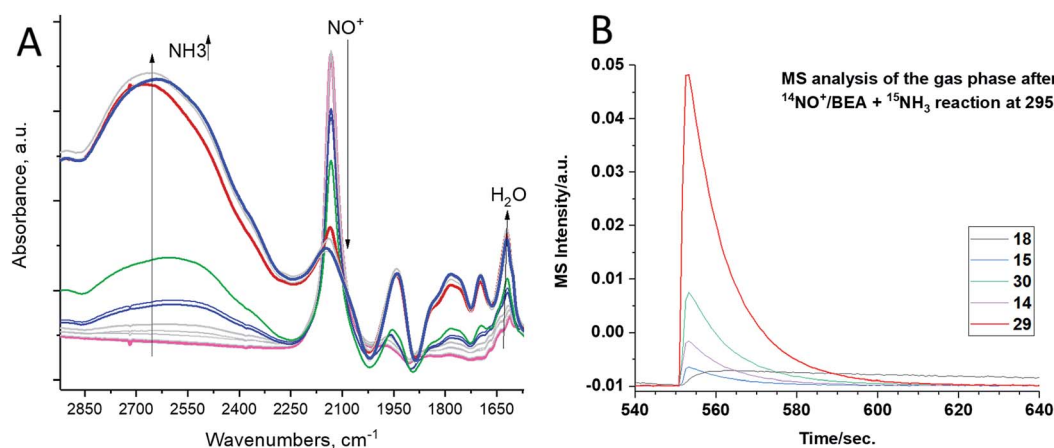 A
NH3
NO⁺
H₂O
Absorbance, a.u.
2850 2700 2550 2400 2250 2100 1950 1800 1650
Wavenumbers, cm⁻¹
B
MS analysis of the gas phase after
¹⁴NO⁺/BEA + ¹⁵NH₃ reaction at 295
0.05
0.04
0.03
0.02
0.01
0.00
-0.01
MS Intensity/a.u.
18
15
30
14
29
540 560 580 600 620 640
Time/sec.